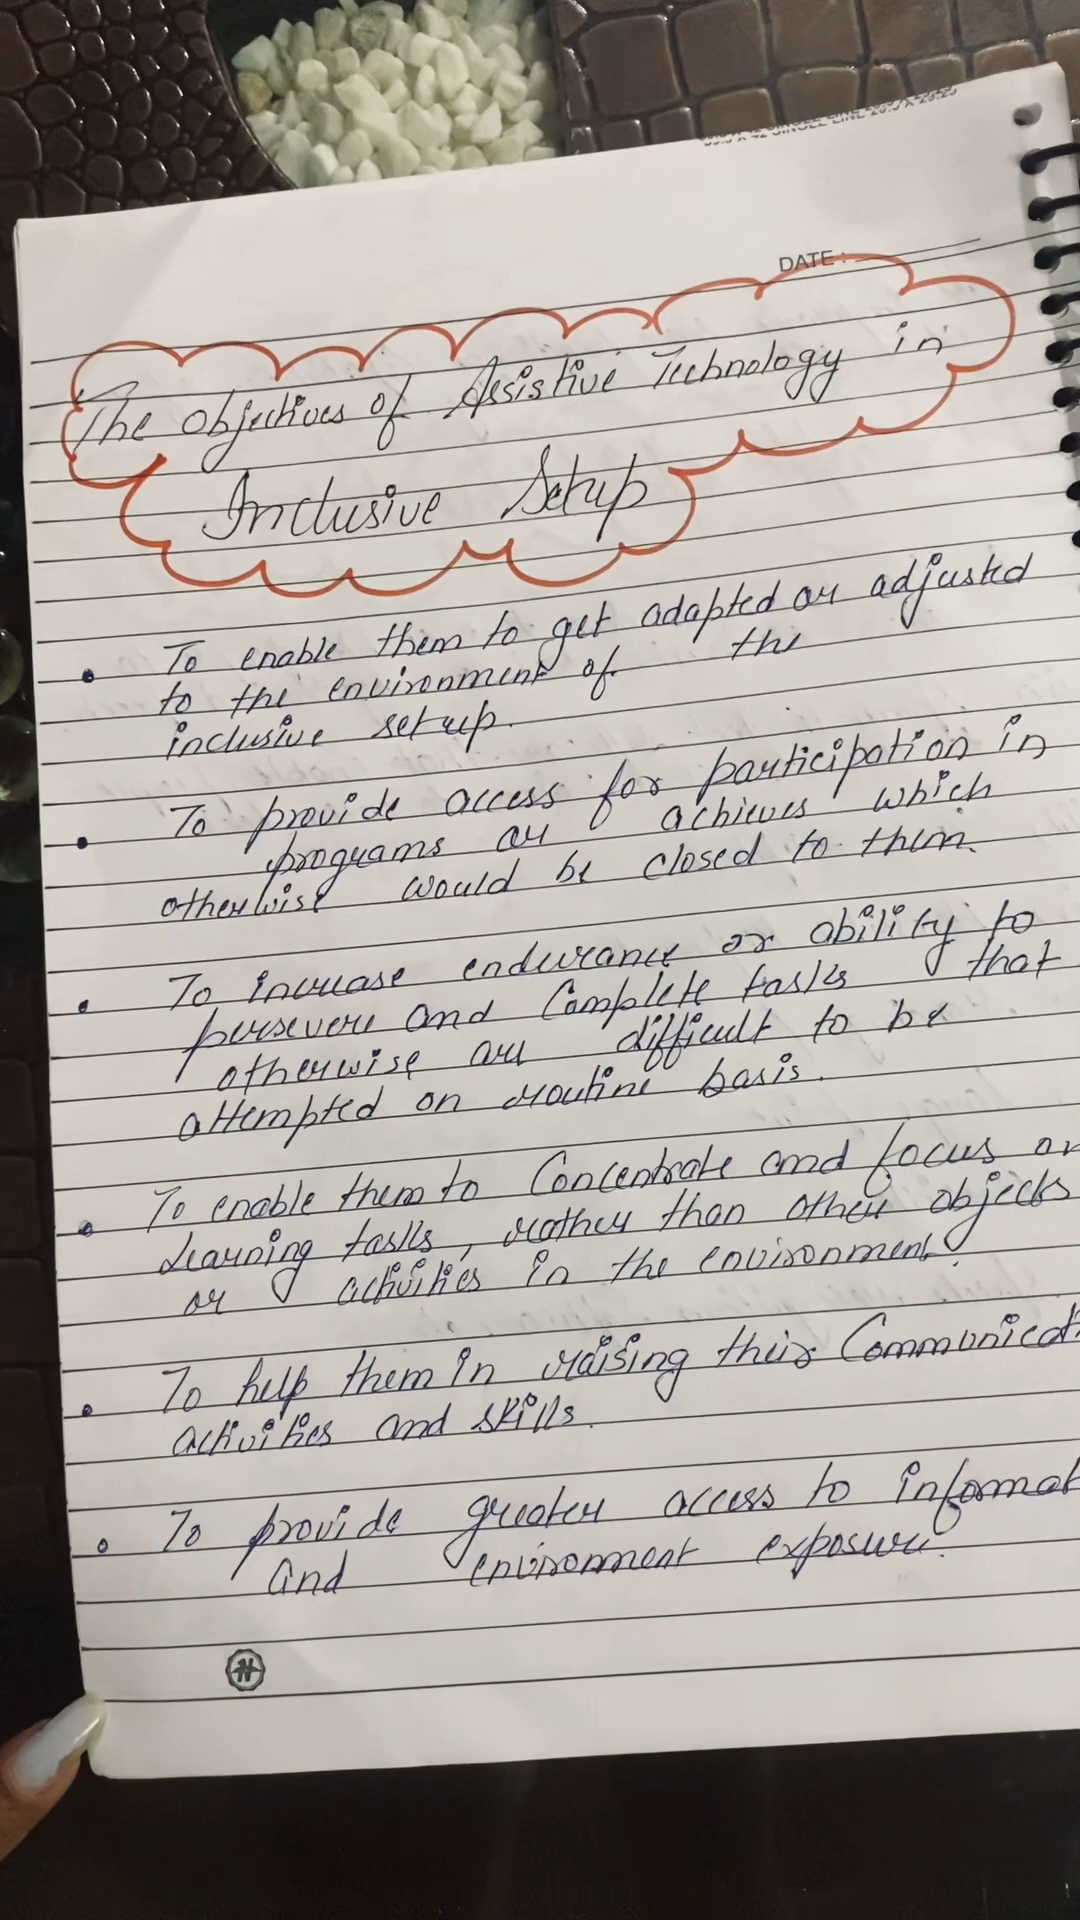 DATE :
The objectives of Assistive Technology in
Inclusive Setup
• To enable them to get adapted or adjusted
to the environment of the
inclusive setup.
• To provide access for participation in
programs or achieves which
otherwise would be closed to them.
• To increase endurance or ability to
persevere and Complete tasks that
otherwise are difficult to be
attempted on routine basis.
• To enable them to Concentrate and focus on
Learning tasks, rather than other objects
or activities in the environment.
• To help them in raising their Communicati
activities and skills.
• To provide greater access to informat
and environment exposure.